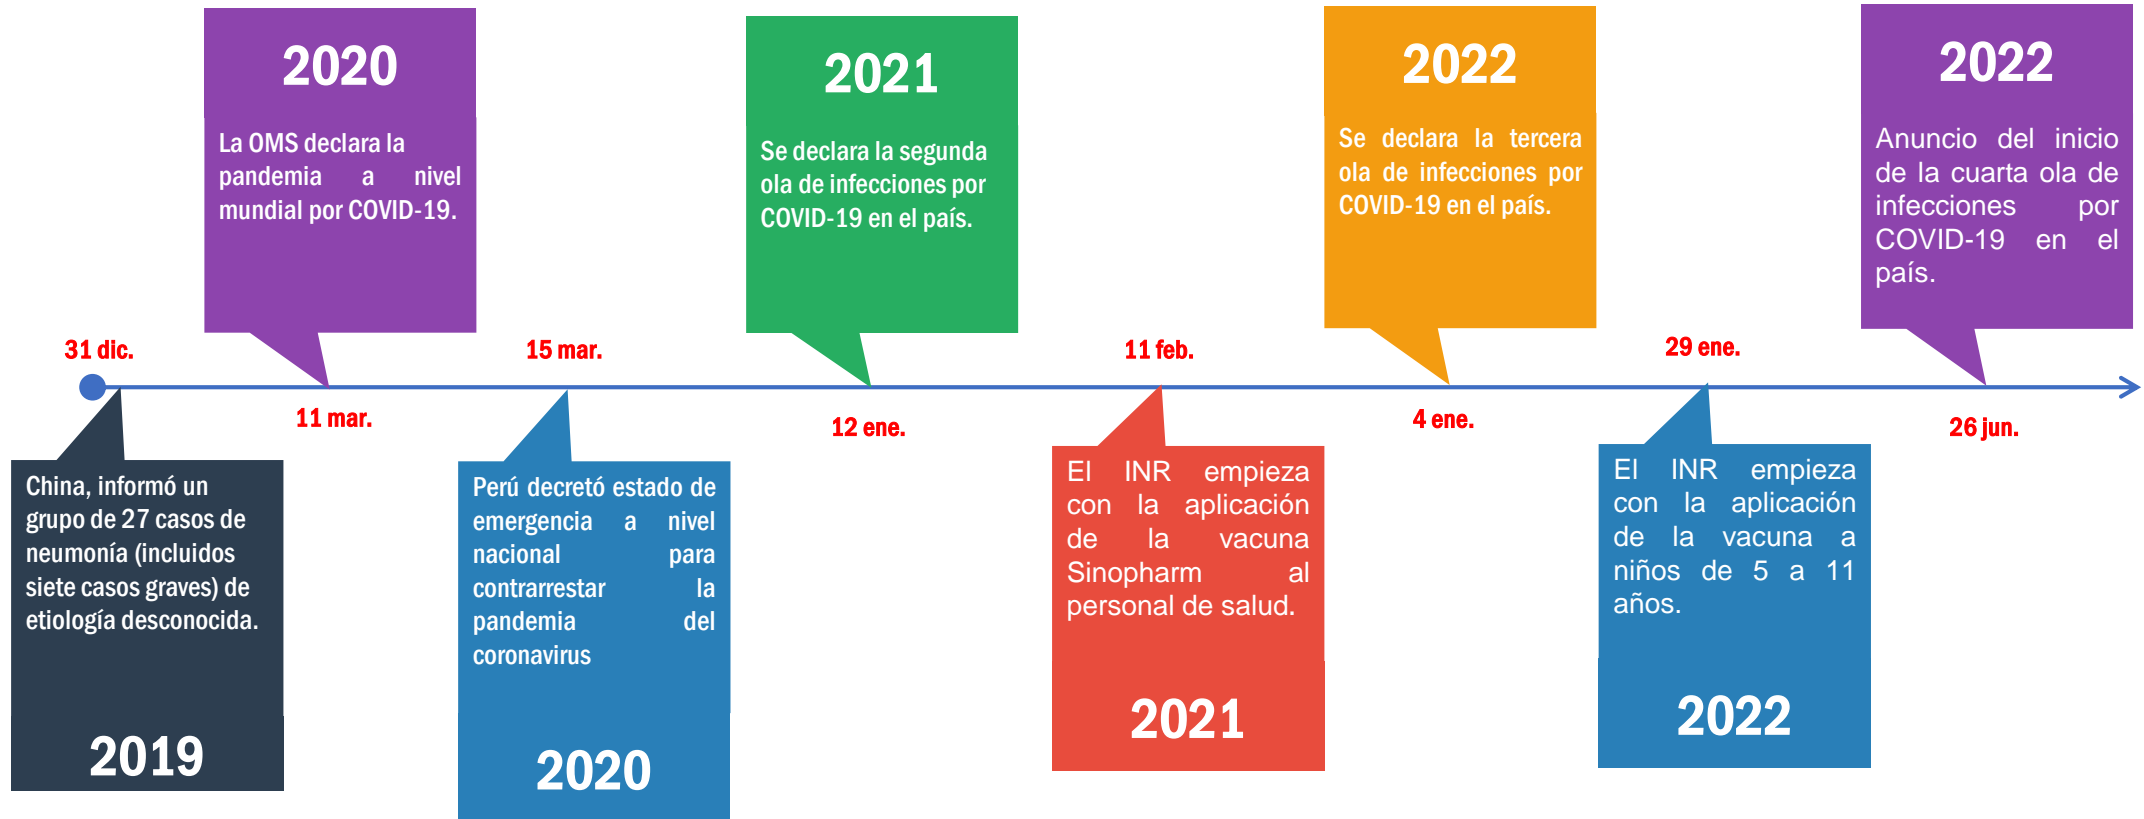 2020
La OMS declara la
pandemia a nivel
mundial por COVID-19.
2021
Se declara la segunda
ola de infecciones por
COVID-19 en el país.
2022
Se declara la tercera
ola de infecciones por
COVID-19 en el país.
2022
Anuncio del inicio
de la cuarta ola de
infecciones por
COVID-19 en el
país.
31 dic.
15 mar.
11 feb.
29 ene.
11 mar.
12 ene.
4 ene.
26 jun.
China, informó un
grupo de 27 casos de
neumonía (incluidos
siete casos graves) de
etiología desconocida.
2019
Perú decretó estado de
emergencia a nivel
nacional para
contrarrestar la
pandemia del
coronavirus
2020
El INR empieza
con la aplicación
de la vacuna
Sinopharm al
personal de salud.
2021
El INR empieza
con la aplicación
de la vacuna a
niños de 5 a 11
años.
2022